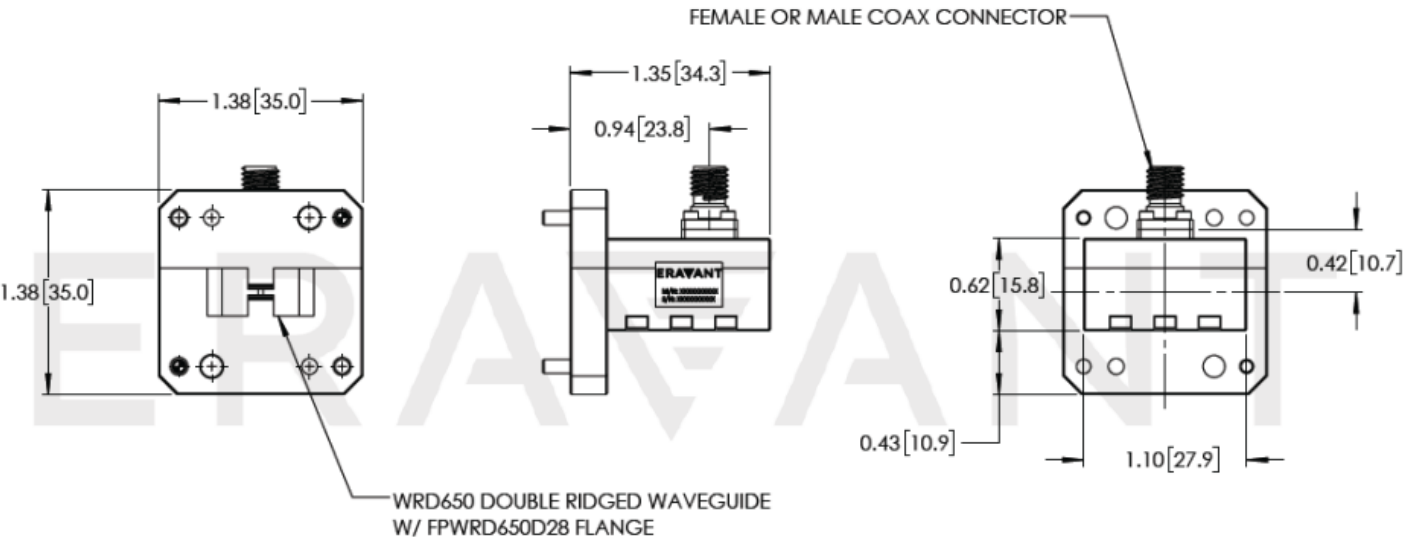 FEMALE OR MALE COAX CONNECTOR
1.35[34.3]
1.38[35.0]
0.94[23.8]
1.38[35.0]
ERAVANT
0.42[10.7]
0.62[15.8]
ERAVANT
0.43[10.9]
1.10[27.9]
WRD650 DOUBLE RIDGED WAVEGUIDE
W/ FPWRD650D28 FLANGE